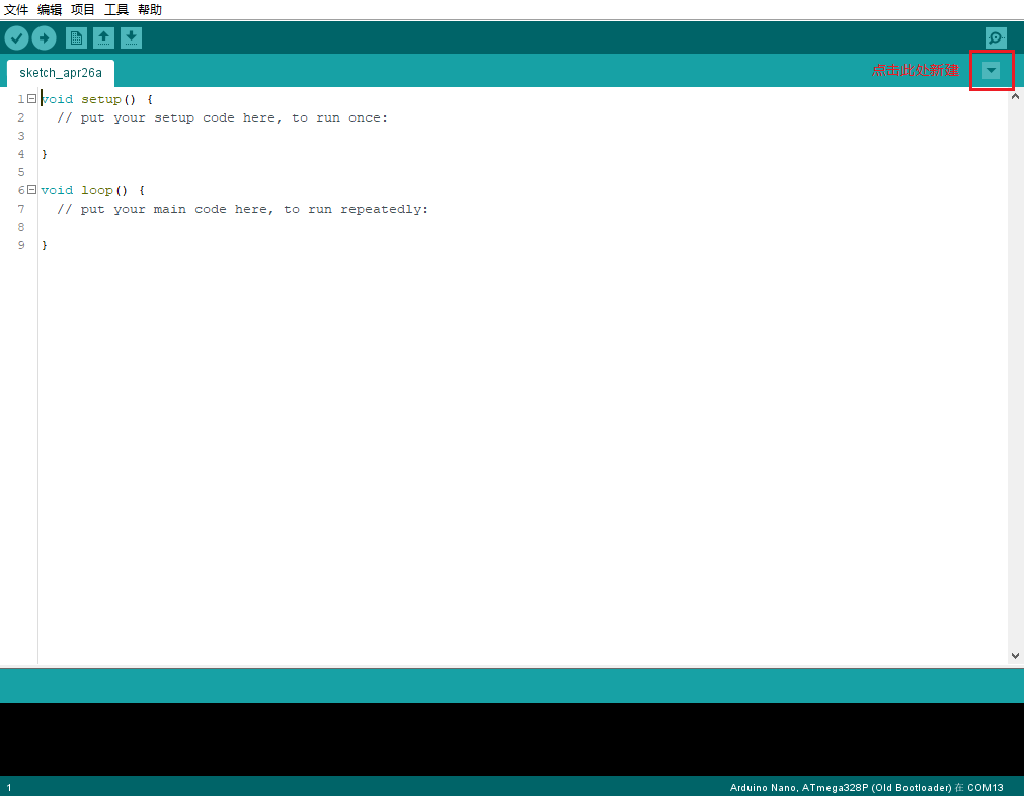 文件 编辑 项目 工具 帮助
sketch_apr26a
点击此处新建
1 void setup() {
2   // put your setup code here, to run once:
3
4 }
5
6 void loop() {
7   // put your main code here, to run repeatedly:
8
9 }
1
Arduino Nano, ATmega328P (Old Bootloader) 在 COM13